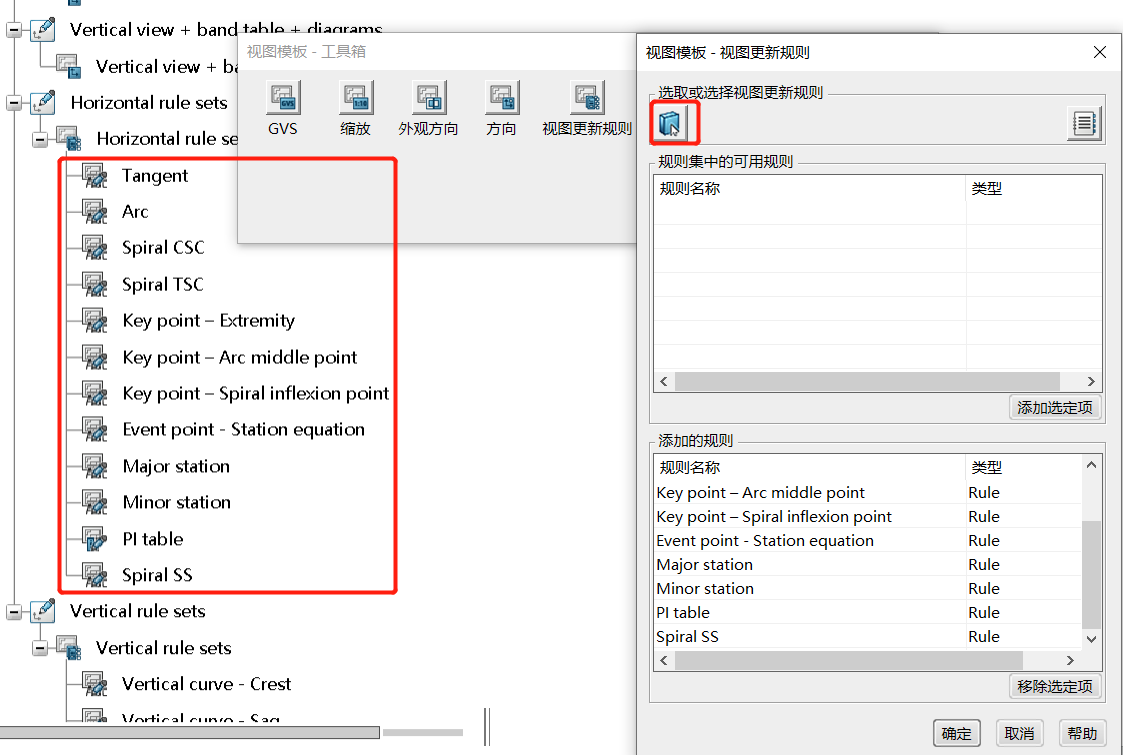 Vertical view + band table + diagrams
Vertical view + ba
Horizontal rule sets
Horizontal rule se
Tangent
Arc
Spiral CSC
Spiral TSC
Key point – Extremity
Key point – Arc middle point
Key point – Spiral inflexion point
Event point - Station equation
Major station
Minor station
PI table
Spiral SS
Vertical rule sets
Vertical rule sets
Vertical curve - Crest
Vertical curve - Sag
视图模板 - 工具箱
GVS
1:10
GVS 缩放 外观方向 方向 视图更新规则
视图模板 - 视图更新规则
选取或选择视图更新规则
规则集中的可用规则
规则名称 类型
添加选定项
添加的规则
规则名称 类型
Key point – Arc middle point Rule
Key point – Spiral inflexion point Rule
Event point - Station equation Rule
Major station Rule
Minor station Rule
PI table Rule
Spiral SS Rule
移除选定项
确定 取消 帮助